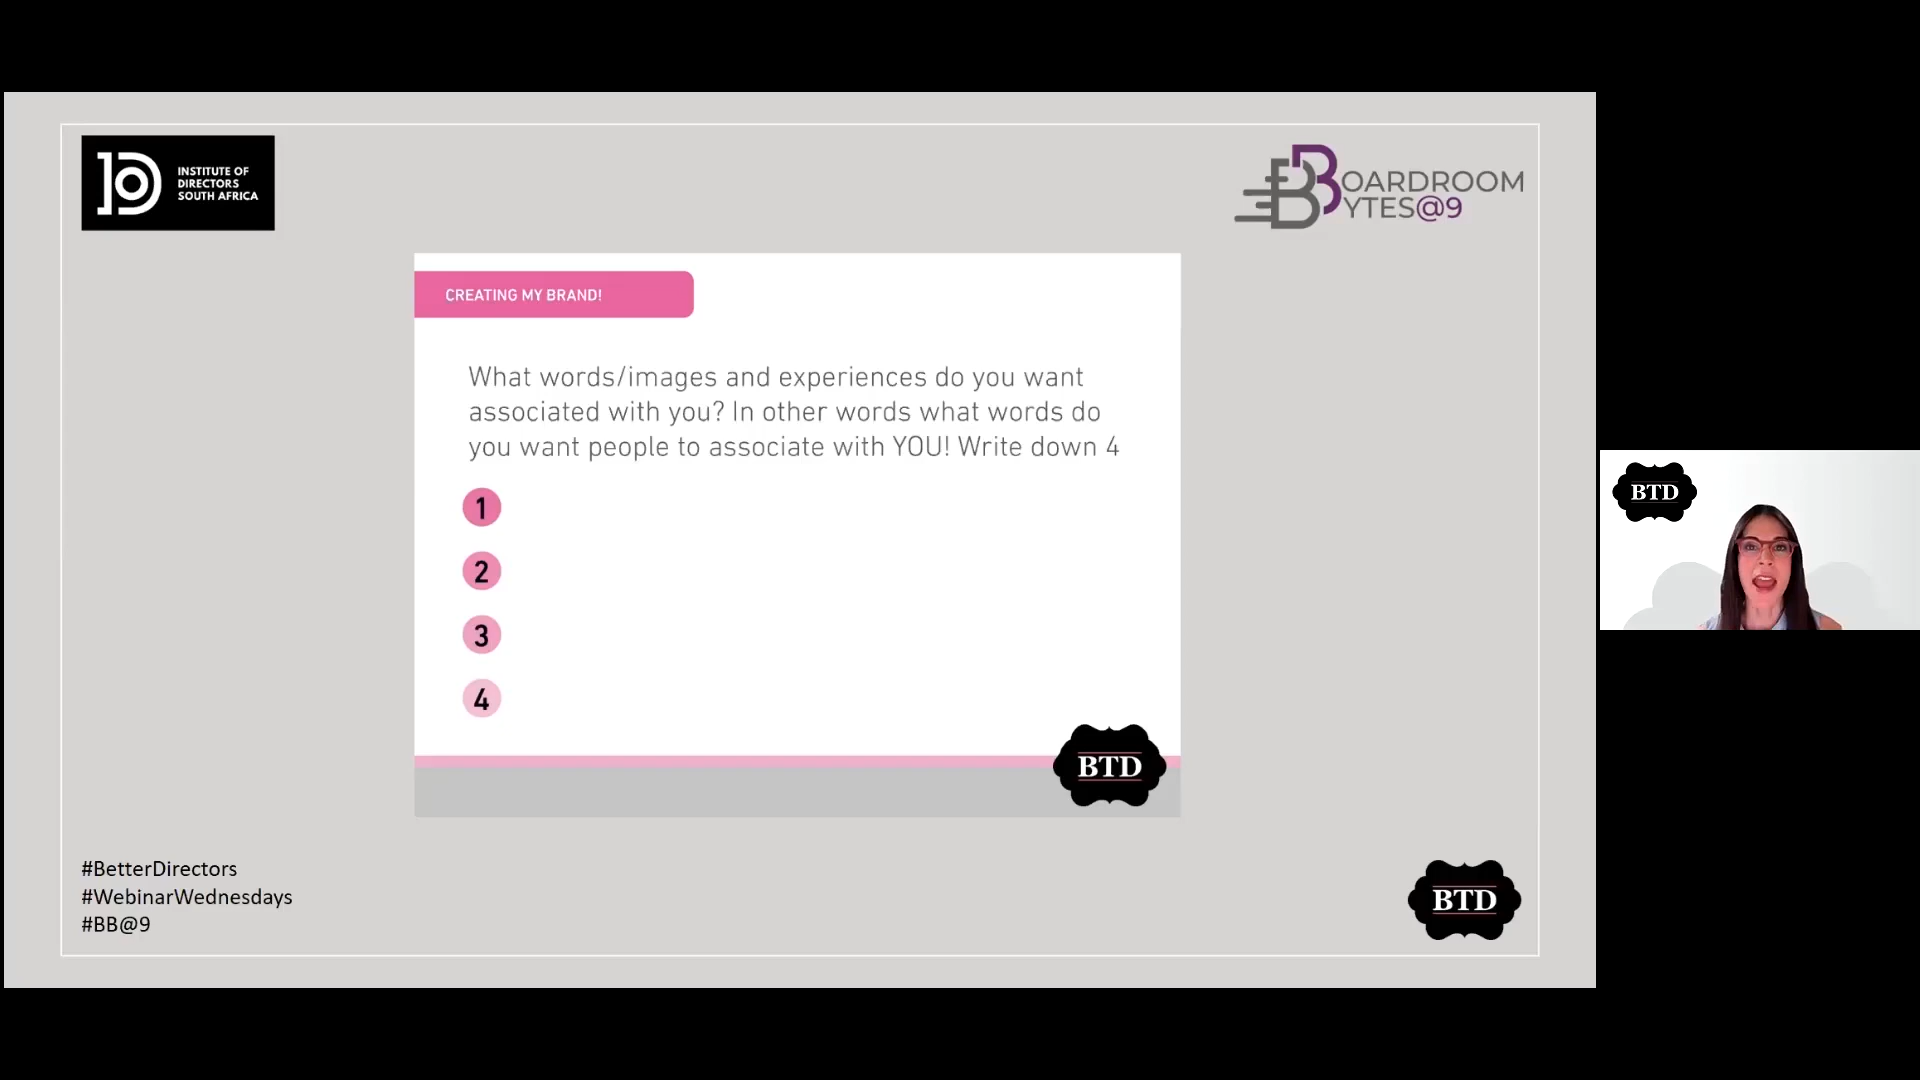 INSTITUTE OF
DIRECTORS
SOUTH AFRICA
BOARDROOM
BYTES@9
CREATING MY BRAND!
What words/images and experiences do you want
associated with you? In other words what words do
you want people to associate with YOU! Write down 4
1
2
3
4
BTD
#BetterDirectors
#WebinarWednesdays
#BB@9
BTD
BTD